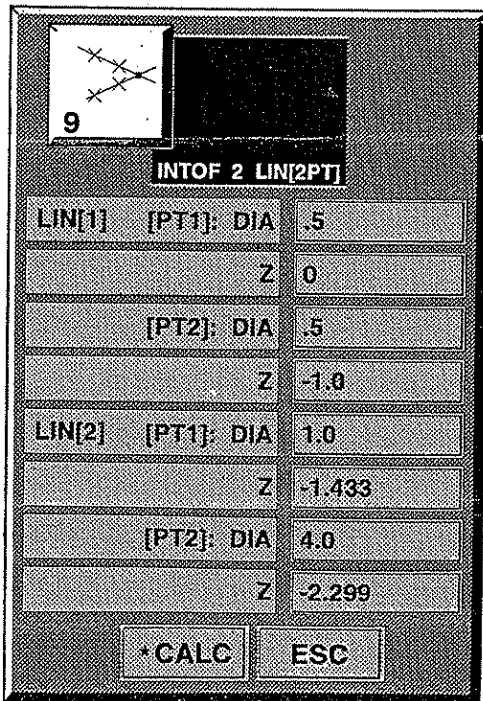 9
INTOF 2 LIN[2PT]
LIN[1] [PT1]: DIA .5
Z 0
[PT2]: DIA .5
Z -1.0
LIN[2] [PT1]: DIA 1.0
Z -1.433
[PT2]: DIA 4.0
Z -2.299
*CALC ESC